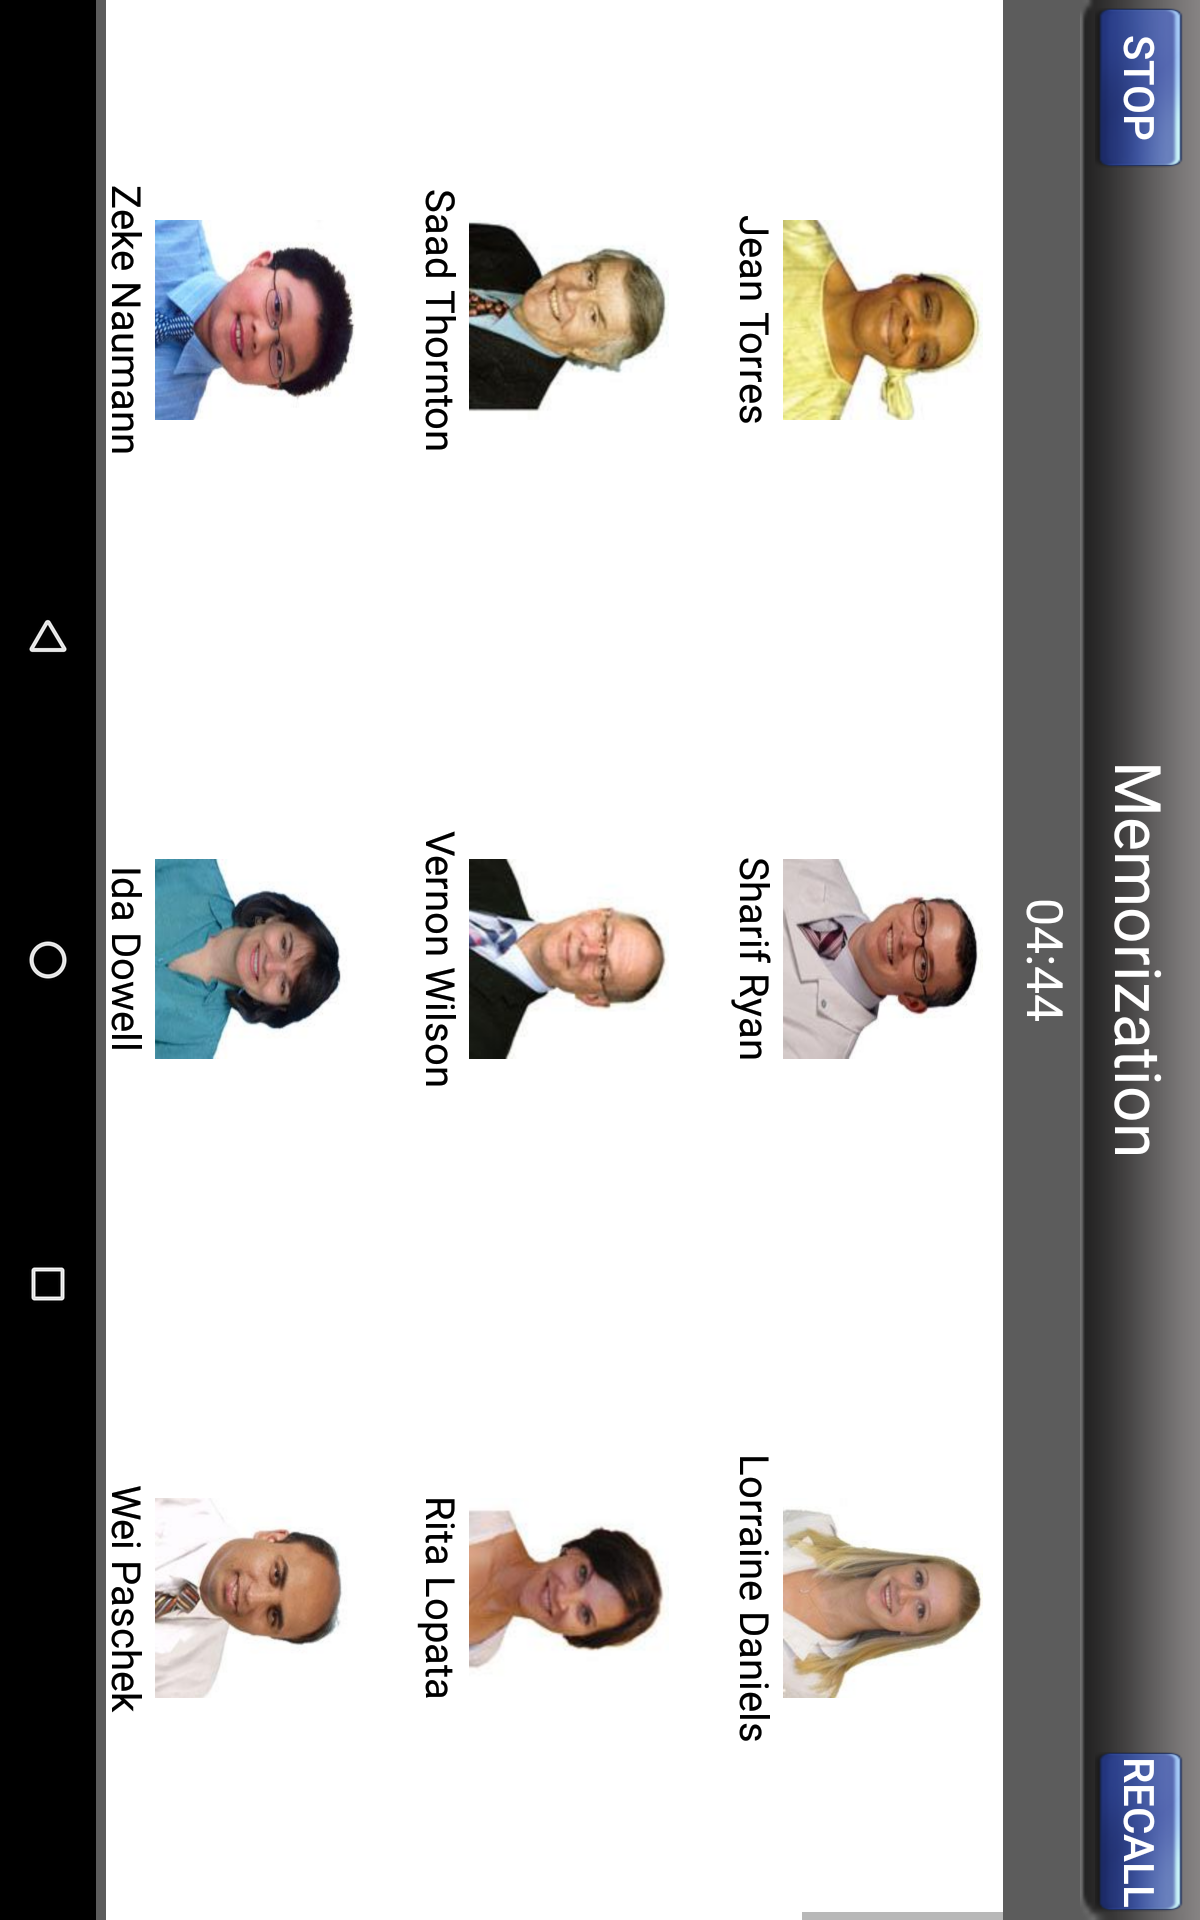 STOP
Memorization
RECALL
04:44
Jean Torres
Sharif Ryan
Lorraine Daniels
Saad Thornton
Vernon Wilson
Rita Lopata
Zeke Naumann
Ida Dowell
Wei Paschek